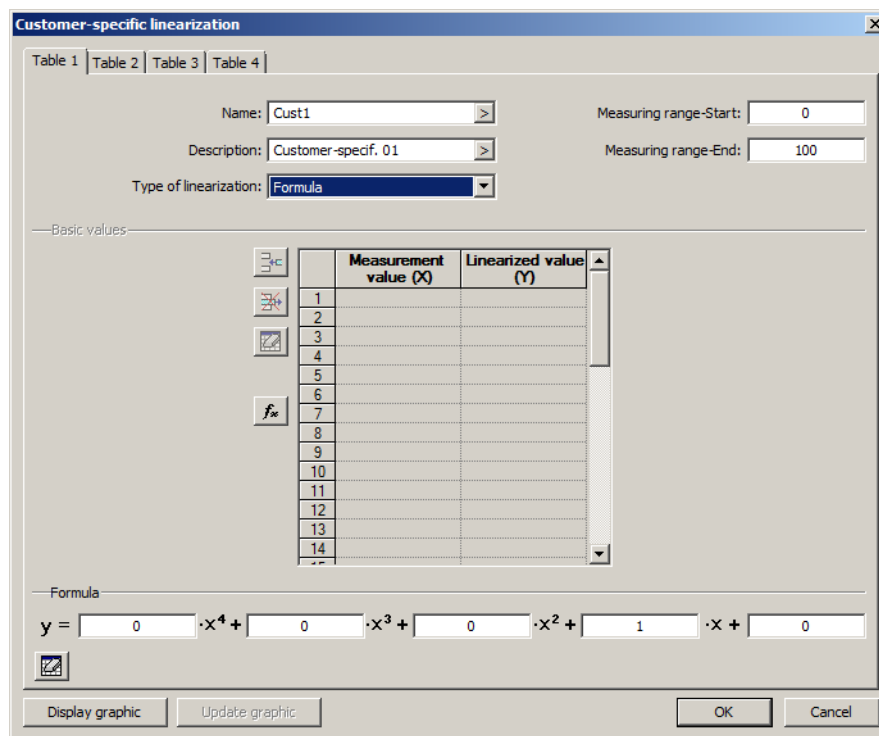 Customer-specific linearization
Table 1 Table 2 Table 3 Table 4
Name: Cust1 > Measuring range-Start: 0
Description: Customer-specif. 01 > Measuring range-End: 100
Type of linearization: Formula
Basic values
Measurement value (X) Linearized value (Y)
1
2
3
4
5
6
fx 7
8
9
10
11
12
13
14
15
Formula
y = 0 ·x⁴ + 0 ·x³ + 0 ·x² + 1 ·x + 0
Display graphic Update graphic OK Cancel